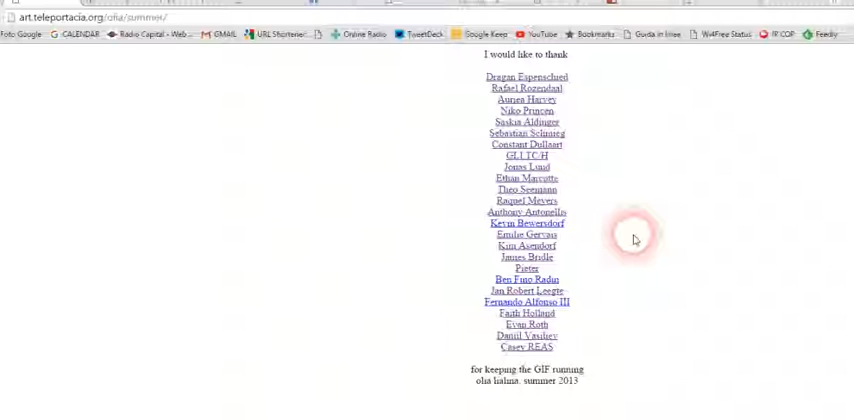 art.teleportacia.org/olia/summer/
Foto Google CALENDAR Radio Capital - Web... GMAIL URL Shortener... Online Radio TweetDeck Google Keep YouTube Bookmarks Guida in linea Wi4Free Status IP COP Feedly
I would like to thank
Dragan Espenschied
Rafael Rozendaal
Auriea Harvey
Niko Princen
Saskia Aldinger
Sebastian Schmieg
Constant Dullaart
GLI.TC/H
Jonas Lund
Ethan Marcotte
Theo Seemann
Raquel Meyers
Anthony Antonellis
Kevin Bewersdorf
Emilie Gervais
Kim Asendorf
James Bridle
Pieter
Ben Fino Radin
Jan Robert Leegte
Fernando Alfonso III
Faith Holland
Evan Roth
Daniil Vasiliev
Casey REAS
for keeping the GIF running
olia lialina. summer 2013